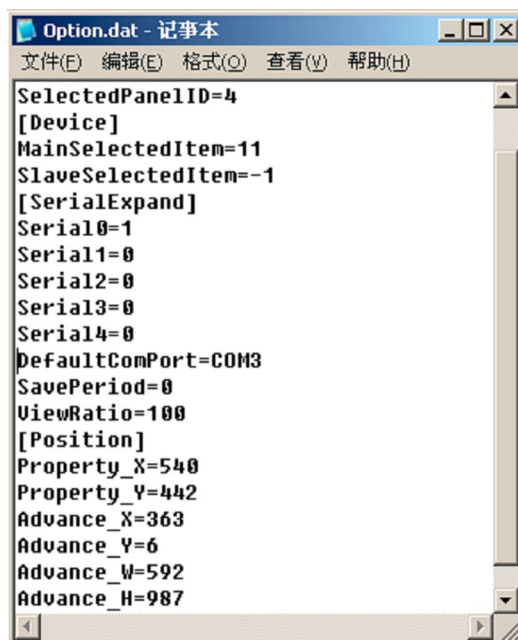 Option.dat - 记事本
文件(F) 编辑(E) 格式(O) 查看(V) 帮助(H)
SelectedPanelID=4
[Device]
MainSelectedItem=11
SlaveSelectedItem=-1
[SerialExpand]
Serial0=1
Serial1=0
Serial2=0
Serial3=0
Serial4=0
DefaultComPort=COM3
SavePeriod=0
ViewRatio=100
[Position]
Property_X=540
Property_Y=442
Advance_X=363
Advance_Y=6
Advance_W=592
Advance_H=987